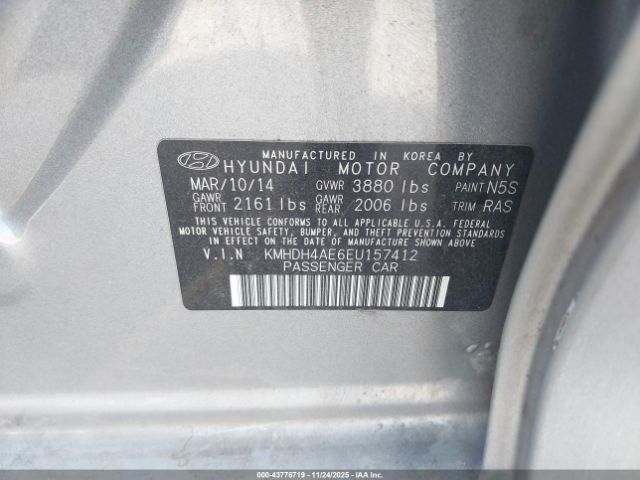 MANUFACTURED IN KOREA BY
HYUNDAI MOTOR COMPANY
MAR/10/14 GVWR 3880 lbs PAINT N5S
GAWR FRONT 2161 lbs GAWR REAR 2006 lbs TRIM RAS
THIS VEHICLE CONFORMS TO ALL APPLICABLE U.S.A. FEDERAL
MOTOR VEHICLE SAFETY, BUMPER, AND THEFT PREVENTION STANDARDS
IN EFFECT ON THE DATE OF MANUFACTURE SHOWN ABOVE.
V.I.N KMHDH4AE6EU157412
PASSENGER CAR
000-43776719 - 11/24/2025 - IAAI.COM